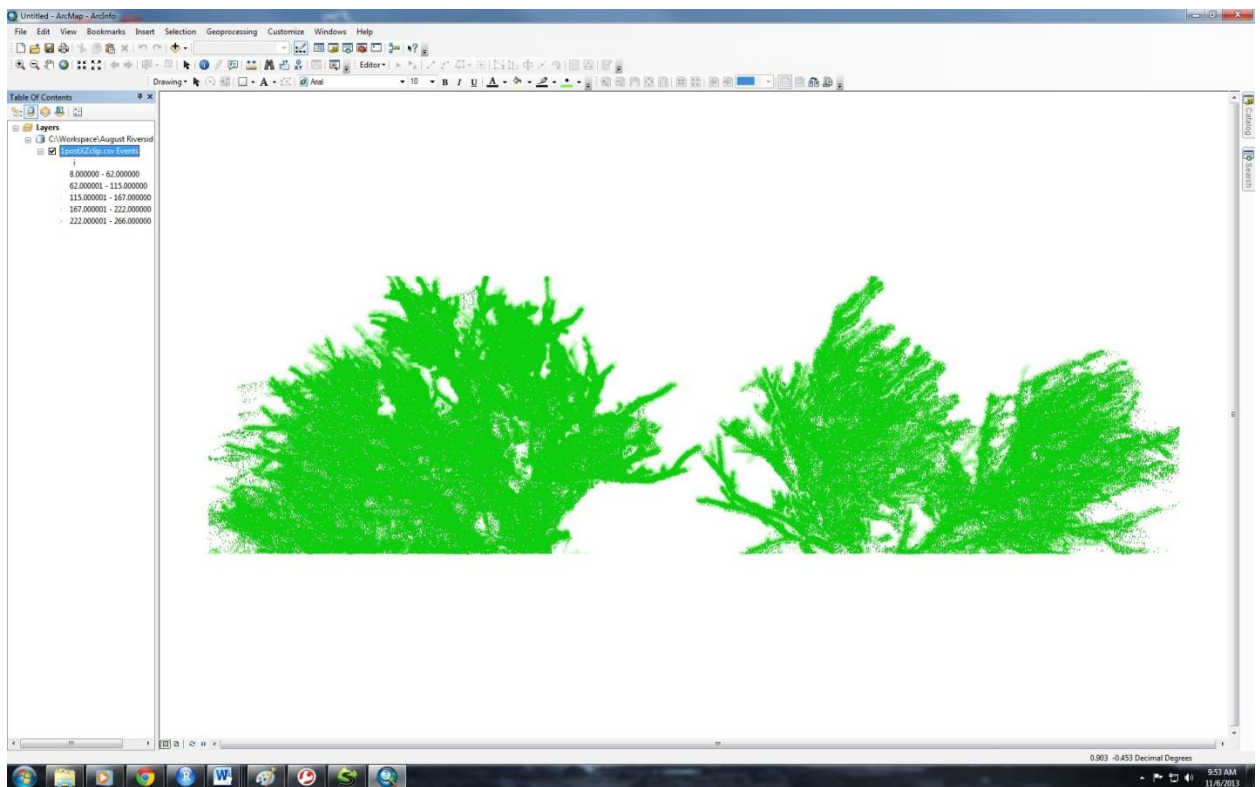 Untitled - ArcMap - ArcInfo
File Edit View Bookmarks Insert Selection Geoprocessing Customize Windows Help
Editor
Drawing A Arial 10 B I U A
Table Of Contents
Layers
C:\Workspace\August Riversid
1postXZclip.csv Events
i
8.000000 - 62.000000
62.000001 - 115.000000
115.000001 - 167.000000
167.000001 - 222.000000
222.000001 - 266.000000
Catalog
Search
0.903 -0.453 Decimal Degrees
9:53 AM
11/6/2013